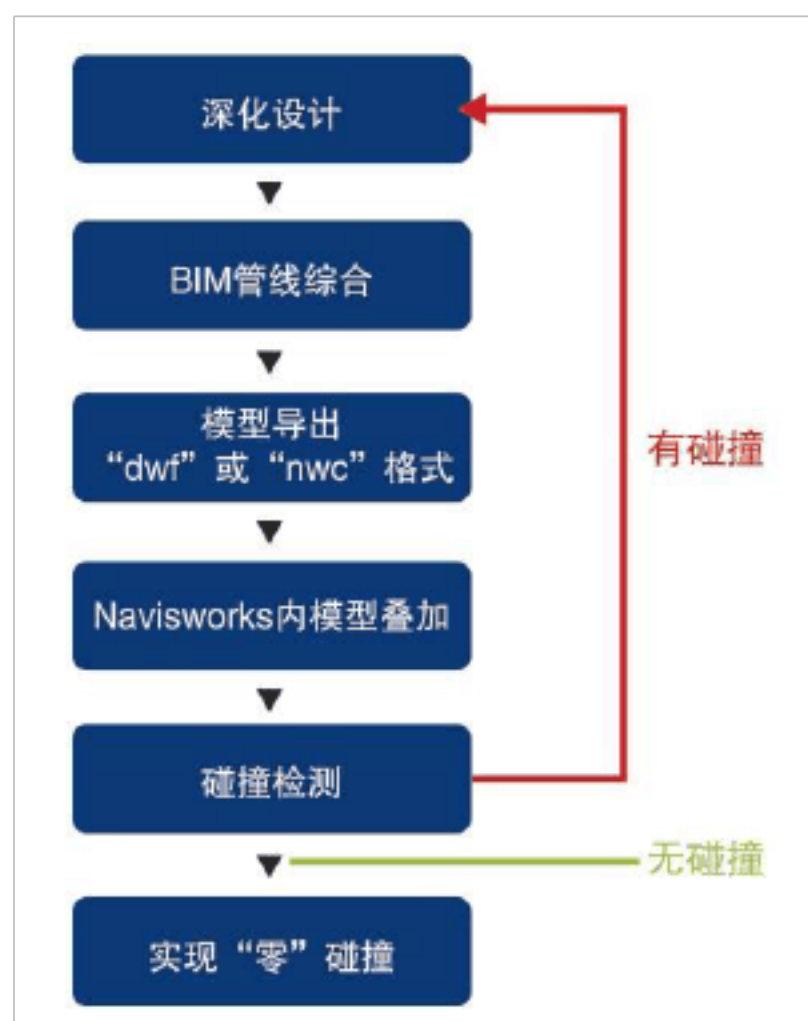 深化设计
BIM管线综合
模型导出
“dwf”或“nwc”格式
有碰撞
Navisworks内模型叠加
碰撞检测
无碰撞
实现“零”碰撞